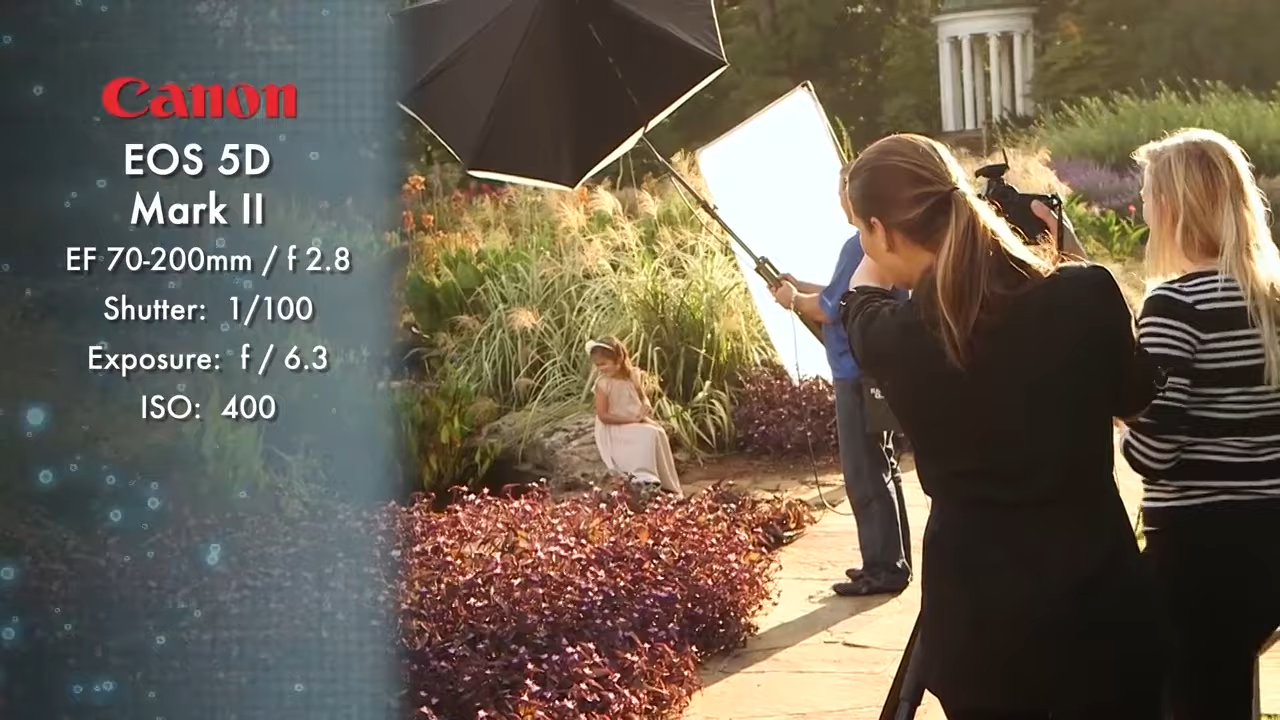 Canon
EOS 5D
Mark II
EF 70-200mm / f 2.8
Shutter: 1/100
Exposure: f / 6.3
ISO: 400